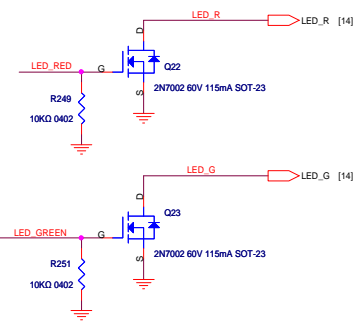 LED_R
LED_R [14]
D
LED_RED
G
Q22
R249
S
2N7002 60V 115mA SOT-23
10KΩ 0402
LED_G
LED_G [14]
D
Q23
LED_GREEN
G
R251
S
2N7002 60V 115mA SOT-23
10KΩ 0402